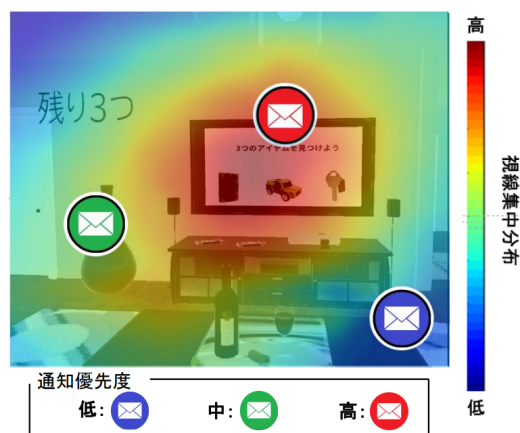 高
残り3つ
3つのアイテムを見つけよう
視線集中分布
低
通知優先度
低:
中:
高: